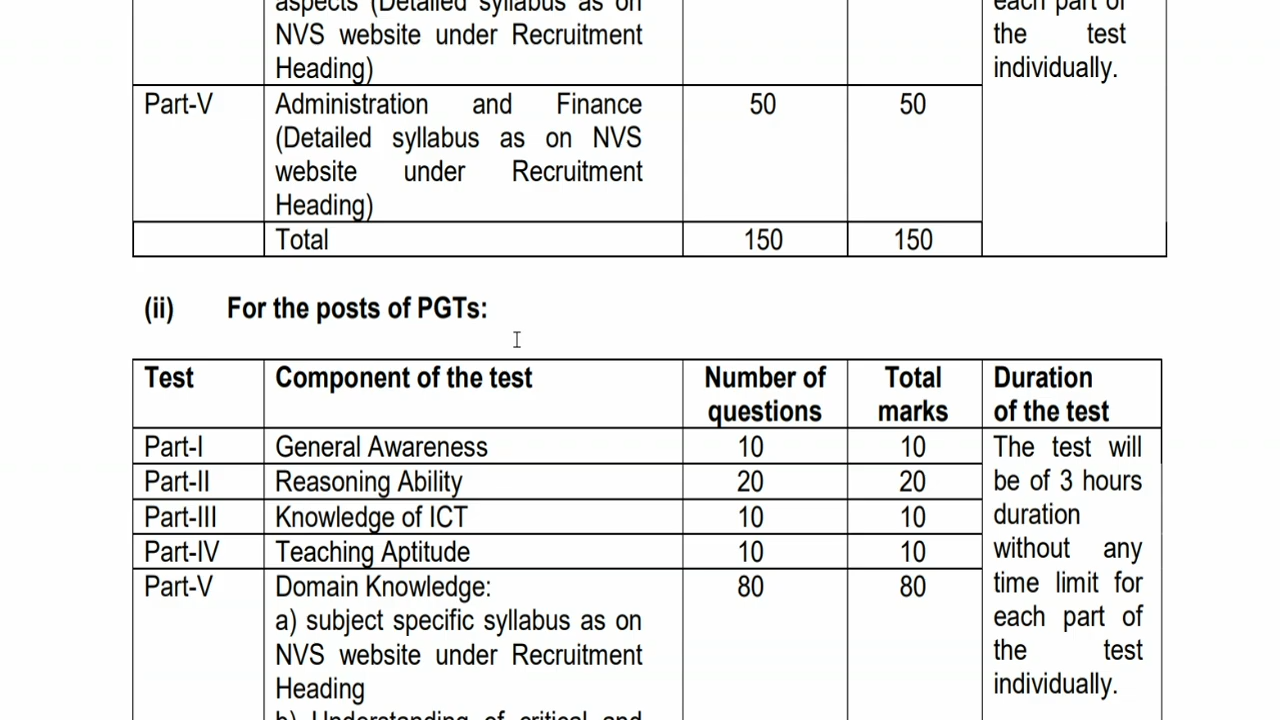 aspects (Detailed syllabus as on
NVS website under Recruitment
Heading)
each part of
the test
individually.
Part-V Administration and Finance 50 50
(Detailed syllabus as on NVS
website under Recruitment
Heading)
Total 150 150
(ii) For the posts of PGTs:
Test Component of the test Number of questions Total marks Duration of the test
Part-I General Awareness 10 10
Part-II Reasoning Ability 20 20
Part-III Knowledge of ICT 10 10
Part-IV Teaching Aptitude 10 10
Part-V Domain Knowledge: 80 80
a) subject specific syllabus as on
NVS website under Recruitment
Heading
b) Understanding of critical and
The test will
be of 3 hours
duration
without any
time limit for
each part of
the test
individually.